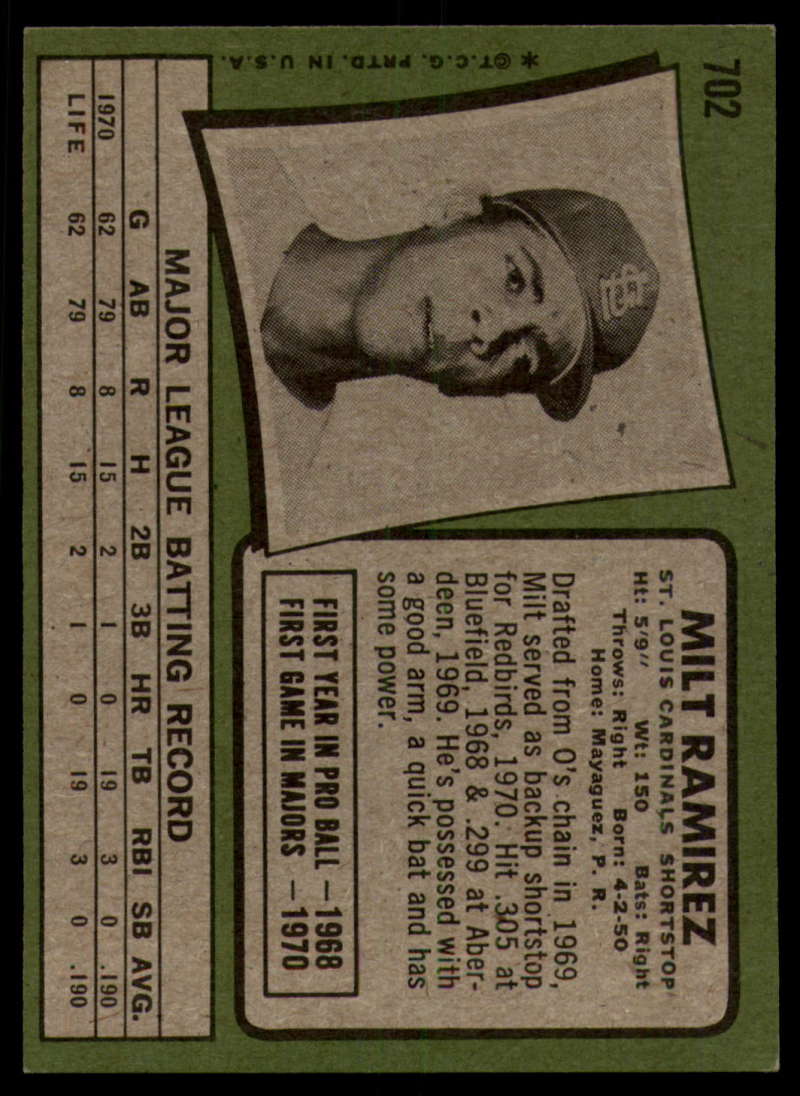 702
* ©T.C.G. PRTD. IN U.S.A.
MILT RAMIREZ
ST. LOUIS CARDINALS SHORTSTOP
Ht: 5'9" Wt: 150 Bats: Right
Throws: Right Born: 4-2-50
Home: Mayaguez, P. R.
Drafted from O's chain in 1969,
Milt served as backup shortstop
for Redbirds, 1970. Hit .305 at
Bluefield, 1968 & .299 at Aber-
deen, 1969. He's possessed with
a good arm, a quick bat and has
some power.
FIRST YEAR IN PRO BALL —1968
FIRST GAME IN MAJORS —1970
StL
MAJOR LEAGUE BATTING RECORD
G AB R H 2B 3B HR TB RBI SB AVG.
1970 62 79 8 15 2 1 0 19 3 0 .190
LIFE 62 79 8 15 2 1 0 19 3 0 .190